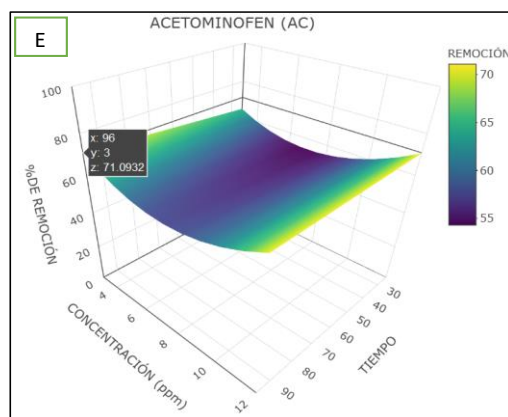 E
ACETOMINOFEN (AC)
REMOCIÓN
70
65
60
55
100
80
60
40
20
0
%DE REMOCIÓN
x: 96
y: 3
z: 71.0932
4
6
8
10
12
CONCENTRACIÓN (ppm)
30
40
50
60
70
80
90
TIEMPO